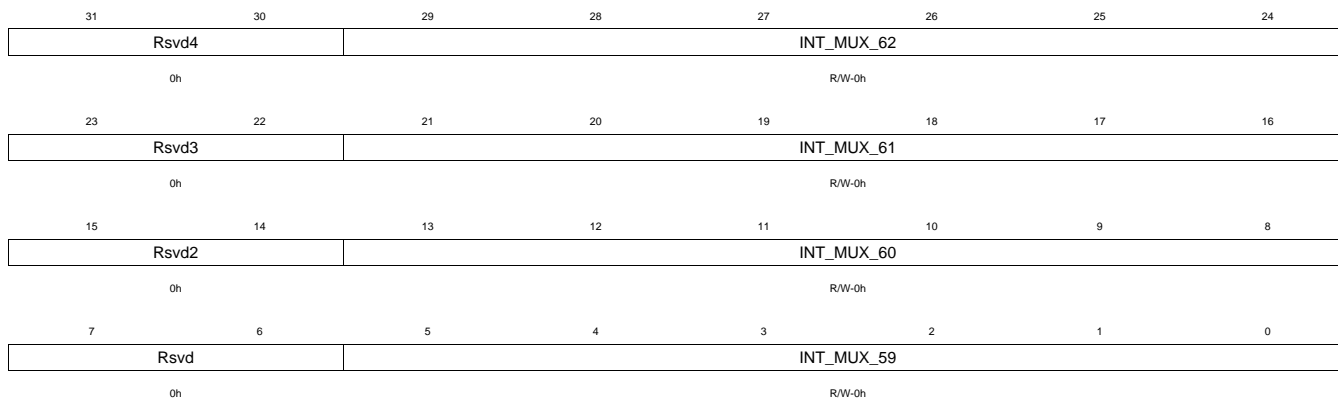 31 30 29 28 27 26 25 24
Rsvd4 INT_MUX_62
0h R/W-0h
23 22 21 20 19 18 17 16
Rsvd3 INT_MUX_61
0h R/W-0h
15 14 13 12 11 10 9 8
Rsvd2 INT_MUX_60
0h R/W-0h
7 6 5 4 3 2 1 0
Rsvd INT_MUX_59
0h R/W-0h